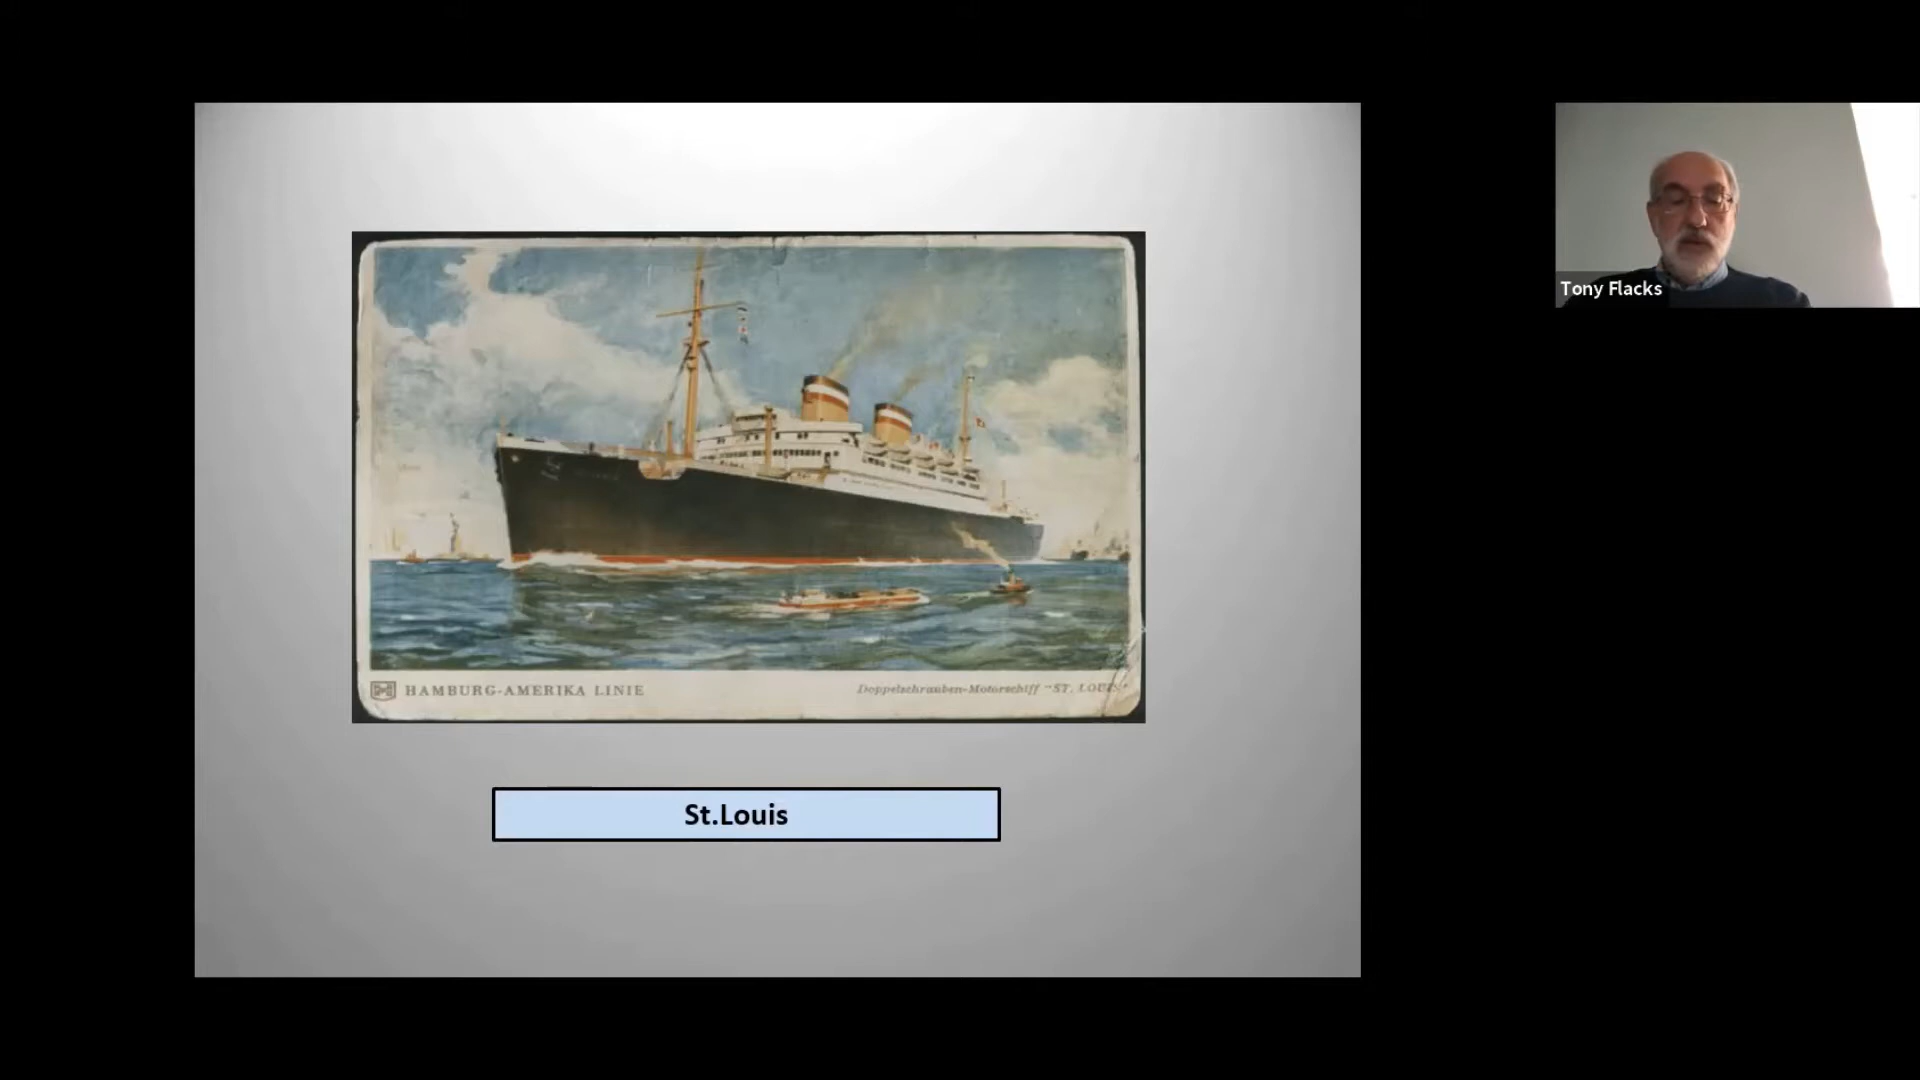 Tony Flacks
HAMBURG-AMERIKA LINIE
Doppelschrauben-Motorschiff "ST. LOUIS"
St.Louis